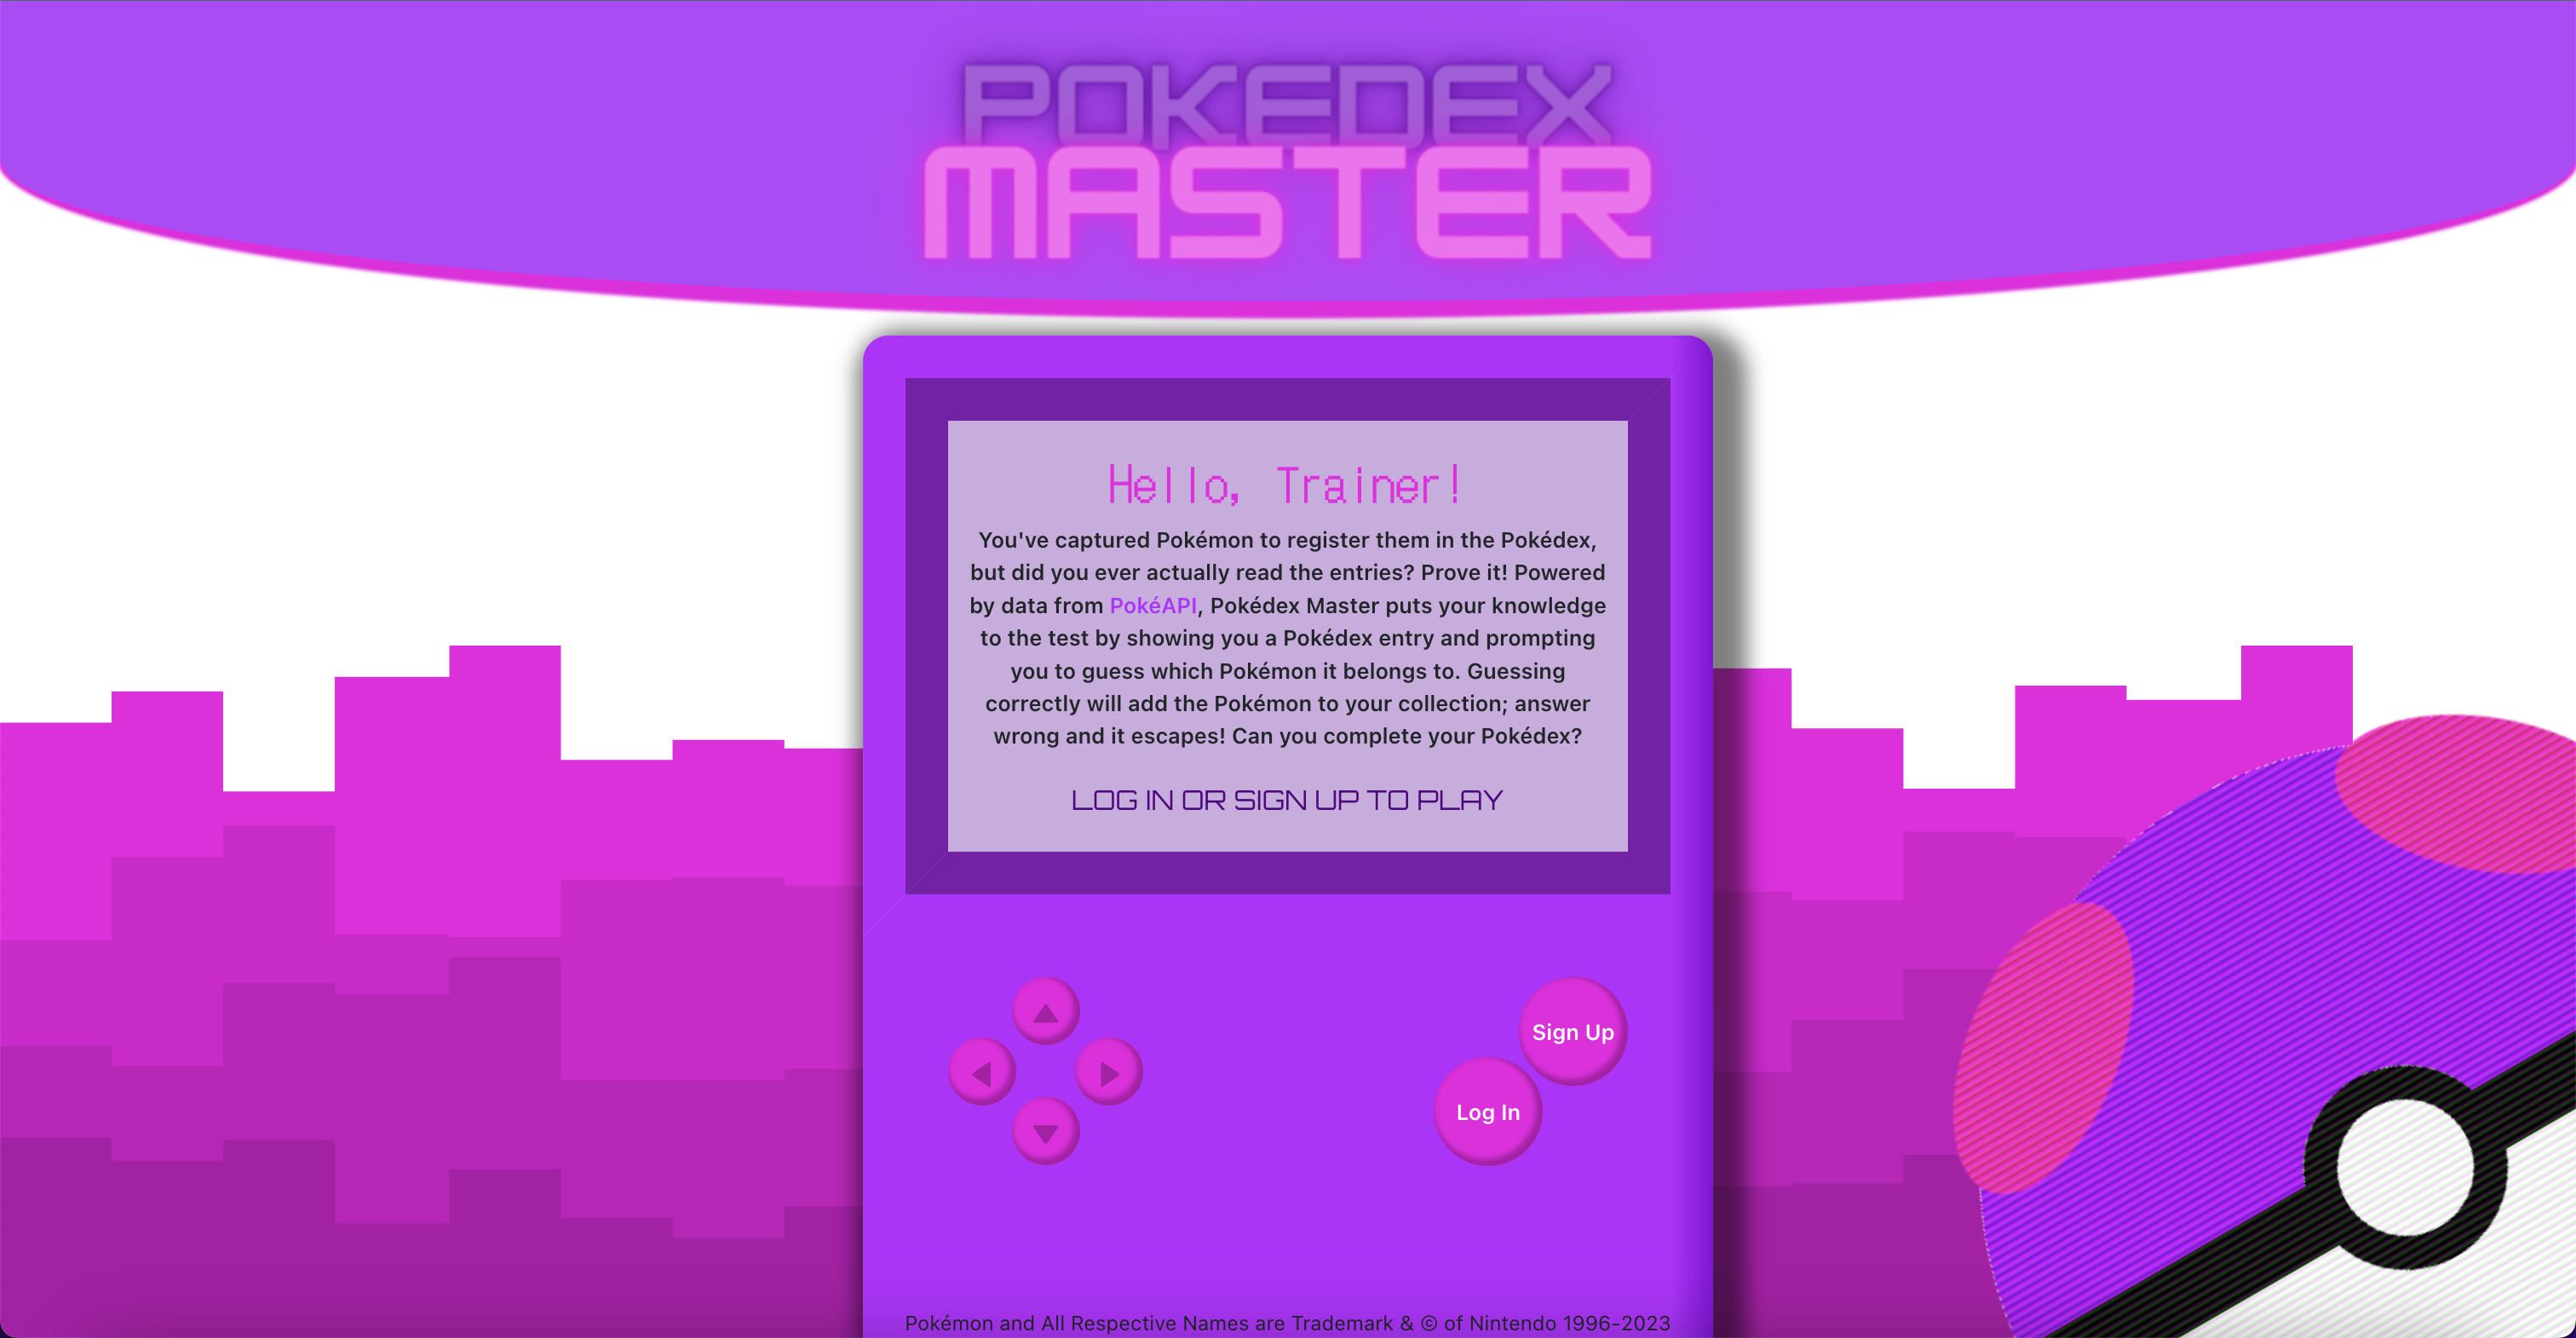 POKEDEX
MASTER
Hello, Trainer!
You've captured Pokémon to register them in the Pokédex,
but did you ever actually read the entries? Prove it! Powered
by data from PokéAPI, Pokédex Master puts your knowledge
to the test by showing you a Pokédex entry and prompting
you to guess which Pokémon it belongs to. Guessing
correctly will add the Pokémon to your collection; answer
wrong and it escapes! Can you complete your Pokédex?
LOG IN OR SIGN UP TO PLAY
Sign Up
Log In
Pokémon and All Respective Names are Trademark & © of Nintendo 1996-2023